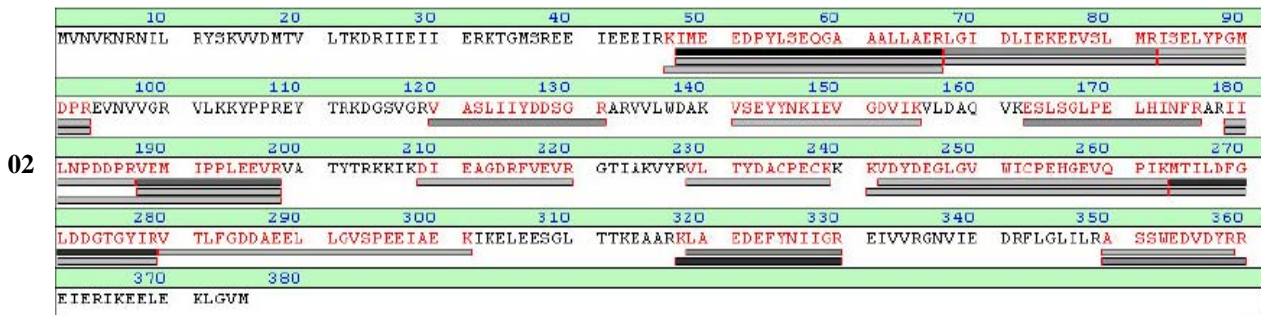 10 20 30 40 50 60 70 80 90
MVNVKNRNIL RYSKVVDMTV LTKDRIIEII ERKTGMSREE IEEEIRKIME EDPYLSEQGA AALLAERLGI DLIEKEEVSL MRISELYPGM
100 110 120 130 140 150 160 170 180
DPREVNVVGR VLKKYPPREY TRKDGSVGRV ASLIIYDDSG RARVVLWDAK VSEYYNKIEV GDVIKVLDAQ VKESLSGLPE LHINFRARII
02
190 200 210 220 230 240 250 260 270
LNPDDPRVEM IPPLEEVRVA TYTRKKIKDI EAGDRFVEVR GTIAKVYRVL TYDACPECKK KVDYDEGLGV WICPEHGEVQ PIKMTILDFG
280 290 300 310 320 330 340 350 360
LDDGTGYIRV TLFGDDAEEL LGVSPEEIAE KIKELEESGL TTKEAARKLA EDEFYNIIGR EIVVRGNVIE DRFLGLILRA SSWEDVDYRR
370 380
EIERIKEELE KLGVM